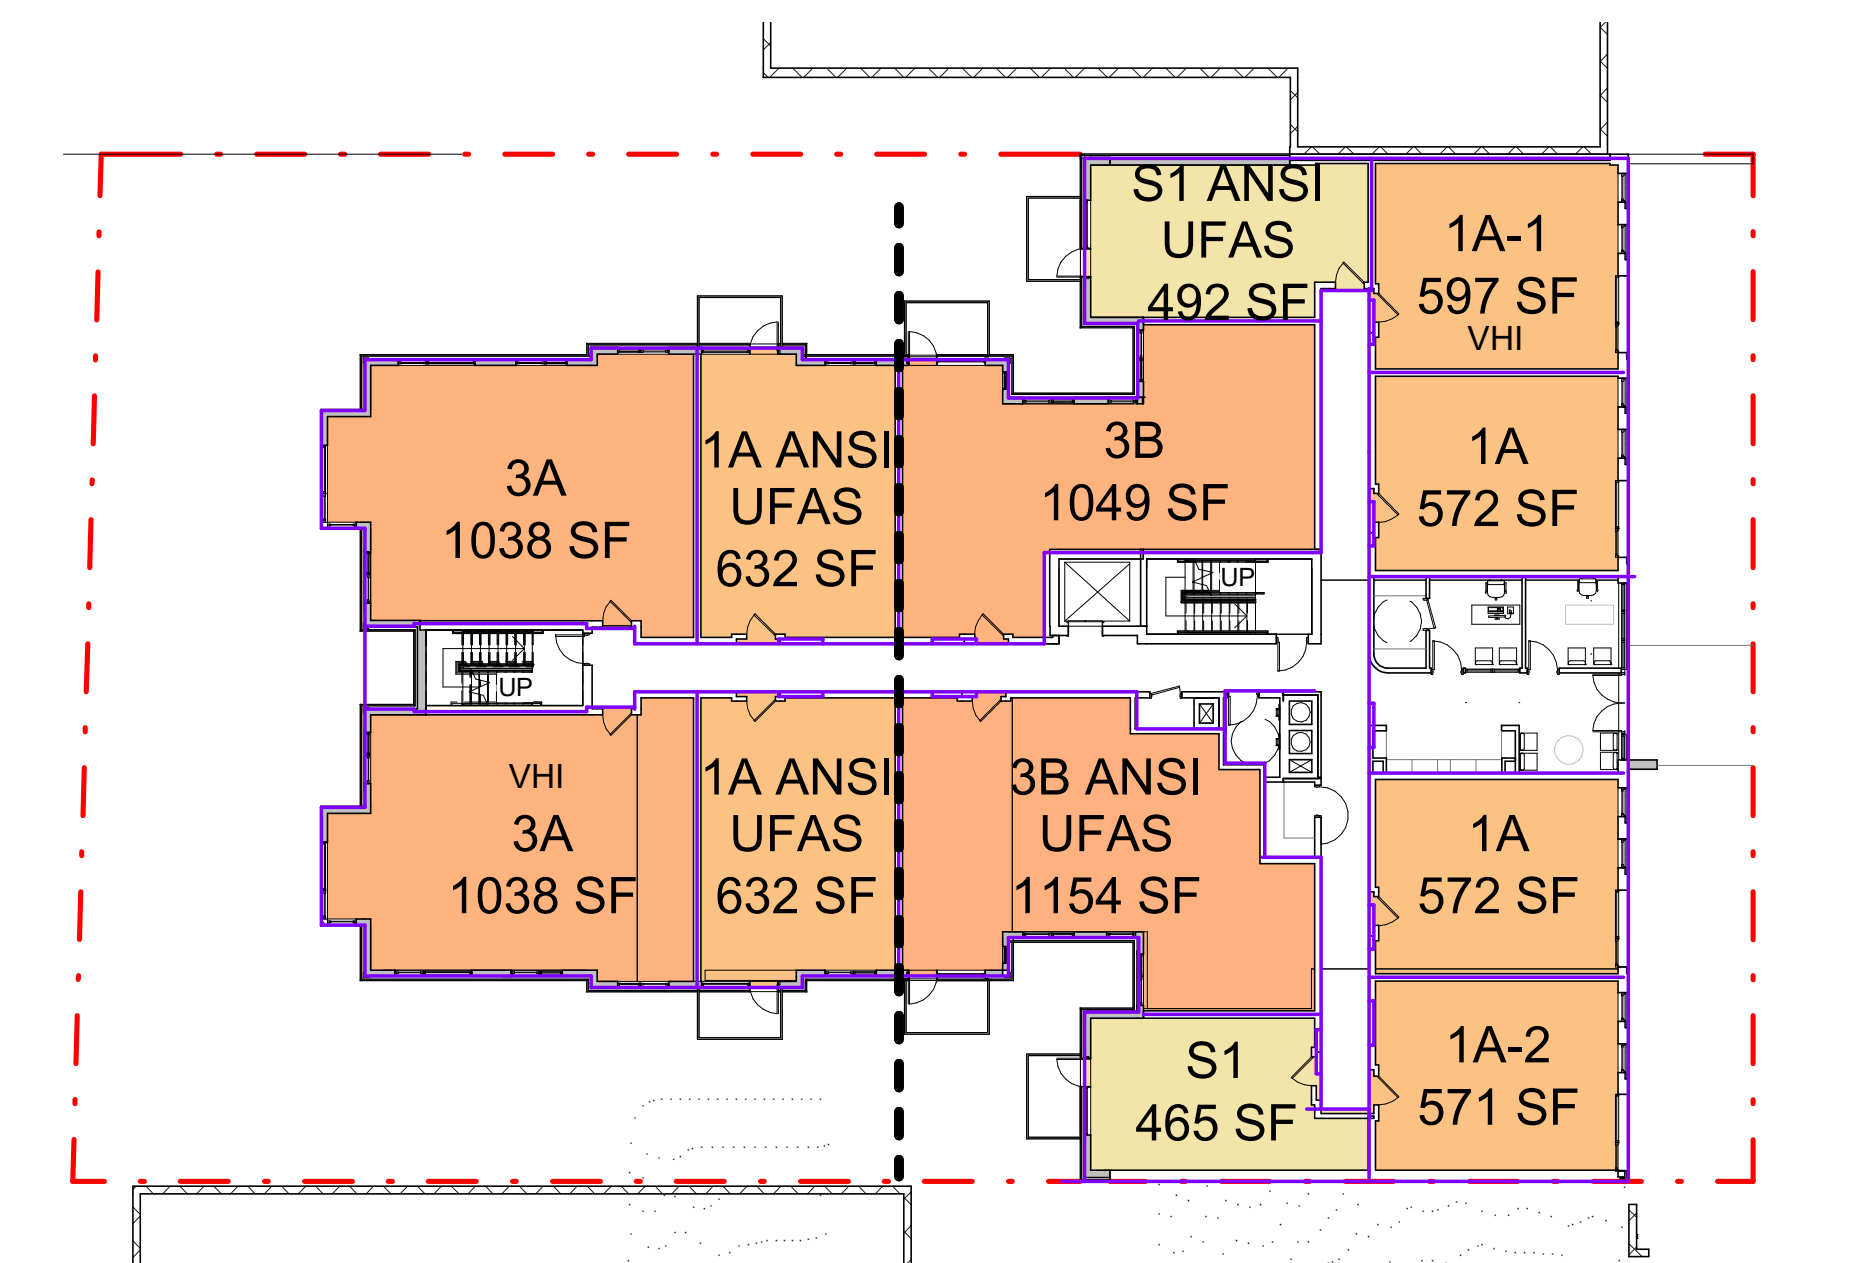 S1 ANSI
UFAS
492 SF
1A-1
597 SF
VHI
3A
1038 SF
1A ANSI
UFAS
632 SF
3B
1049 SF
1A
572 SF
UP
UP
VHI
3A
1038 SF
1A ANSI
UFAS
632 SF
3B ANSI
UFAS
1154 SF
1A
572 SF
S1
465 SF
1A-2
571 SF